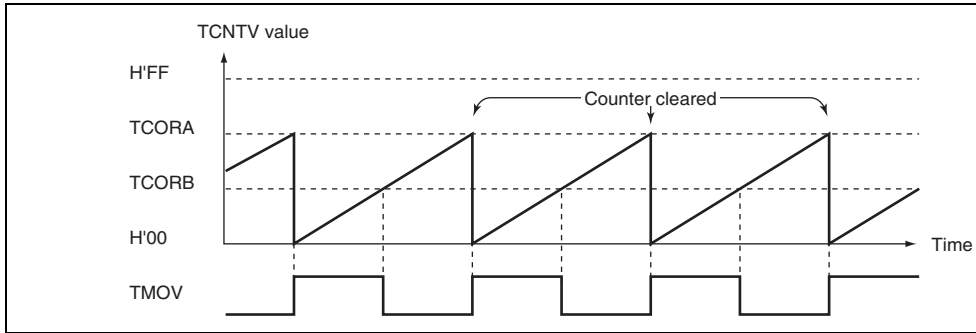 TCNTV value
H'FF
Counter cleared
TCORA
TCORB
H'00
Time
TMOV